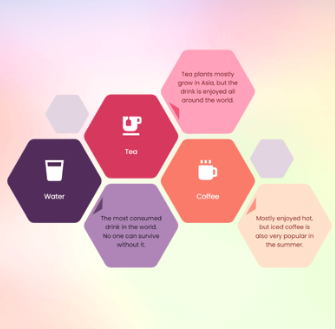 Tea plants mostly
grow in Asia, but the
drink is enjoyed all
around the world.
Tea
Water
Coffee
The most consumed
drink in the world.
No one can survive
without it.
Mostly enjoyed hot,
but Iced coffee is
also very popular in
the summer.